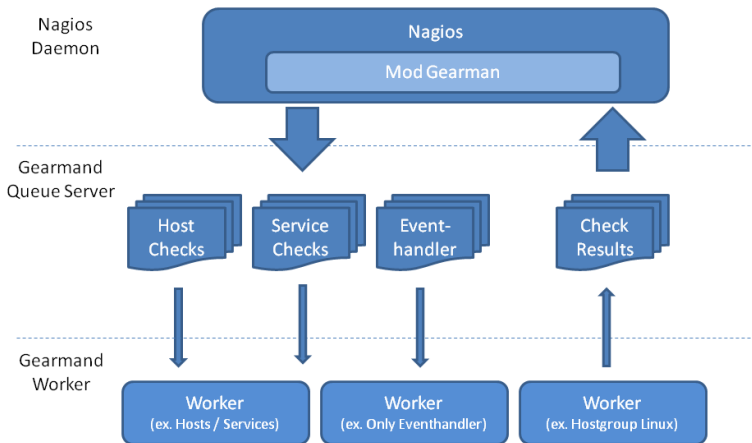 Nagios
Daemon
Nagios
Mod Gearman
Gearmand
Queue Server
Host
Checks
Service
Checks
Event-
handler
Check
Results
Gearmand
Worker
Worker
(ex. Hosts / Services)
Worker
(ex. Only Eventhandler)
Worker
(ex. Hostgroup Linux)